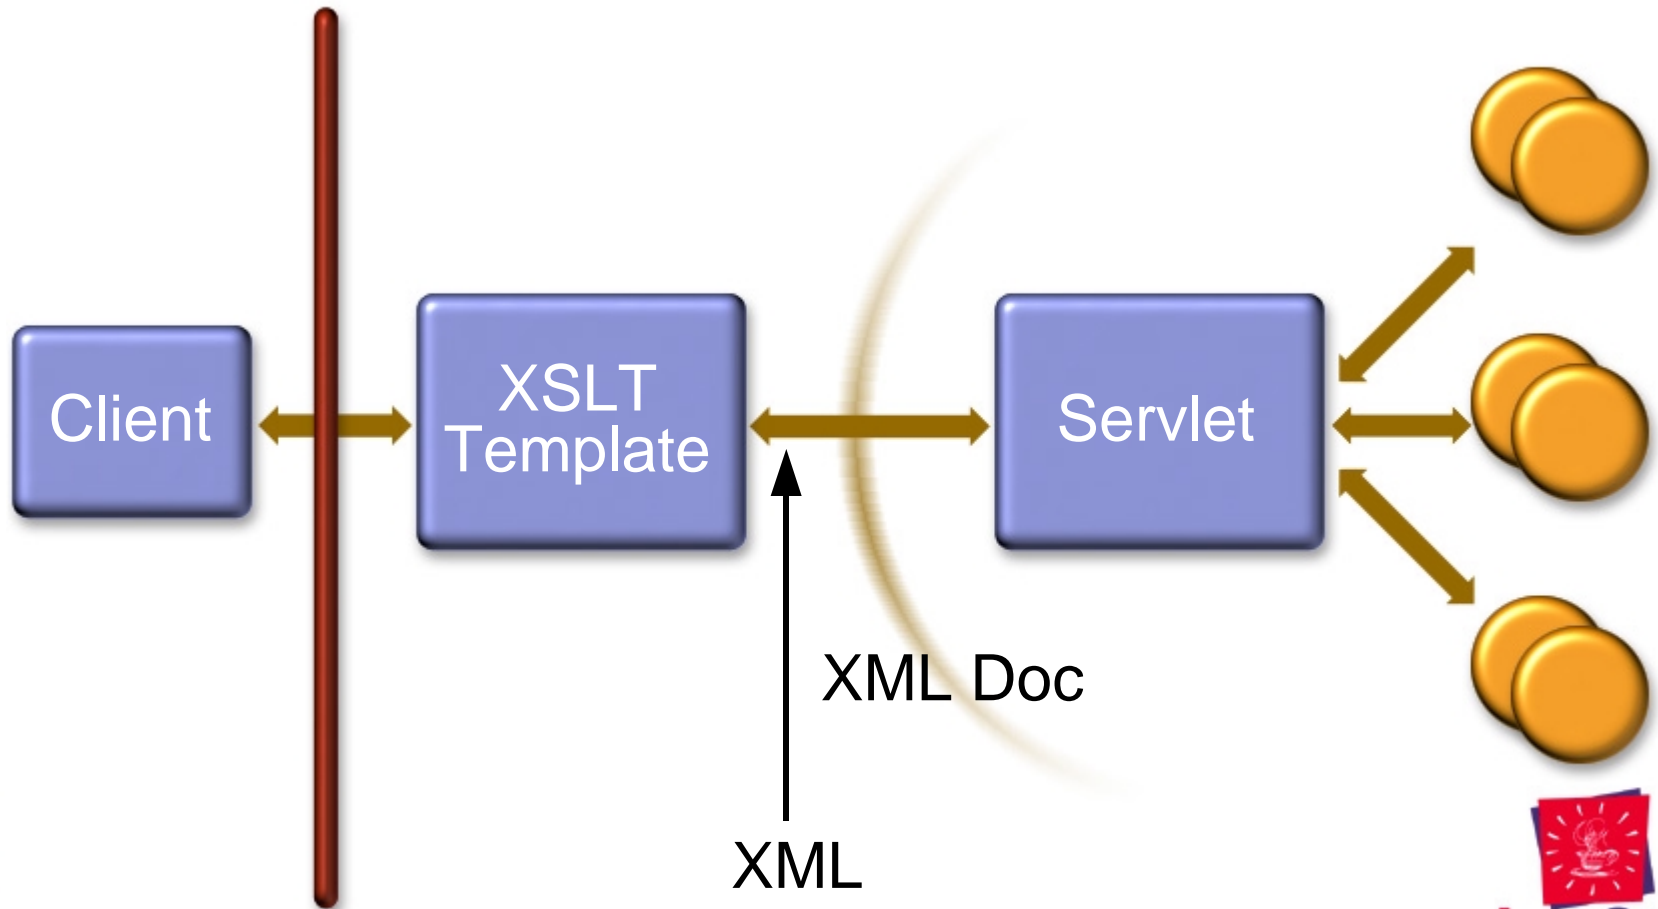 Client
XSLT
Template
Servlet
XML Doc
XML